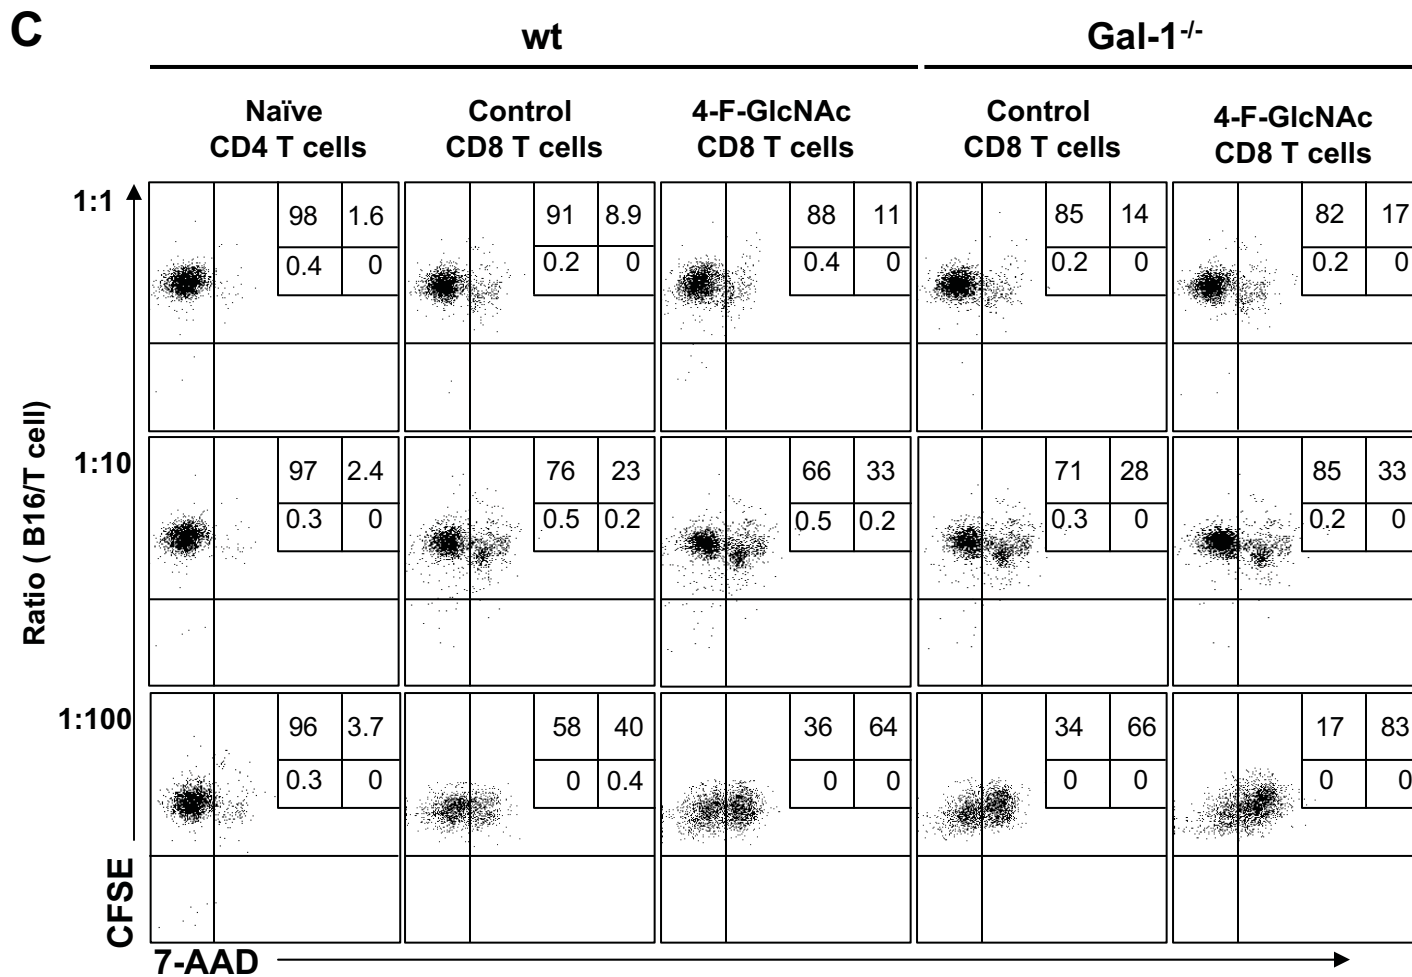 C
wt
Gal-1-/-
Naïve
CD4 T cells
Control
CD8 T cells
4-F-GlcNAc
CD8 T cells
Control
CD8 T cells
4-F-GlcNAc
CD8 T cells
Ratio ( B16/T cell)
1:1
98 1.6
0.4 0
91 8.9
0.2 0
88 11
0.4 0
85 14
0.2 0
82 17
0.2 0
1:10
97 2.4
0.3 0
76 23
0.5 0.2
66 33
0.5 0.2
71 28
0.3 0
85 33
0.2 0
1:100
96 3.7
0.3 0
58 40
0 0.4
36 64
0 0
34 66
0 0
17 83
0 0
CFSE
7-AAD